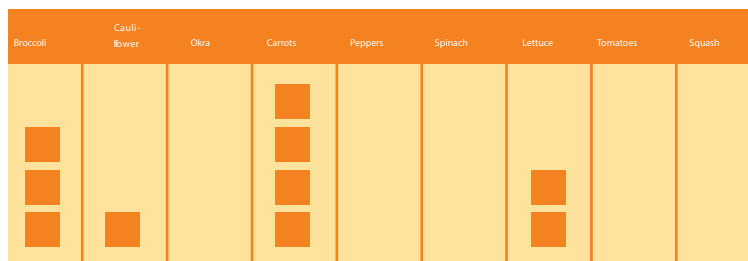 Broccoli
Cauli-
flower
Okra
Carrots
Peppers
Spinach
Lettuce
Tomatoes
Squash